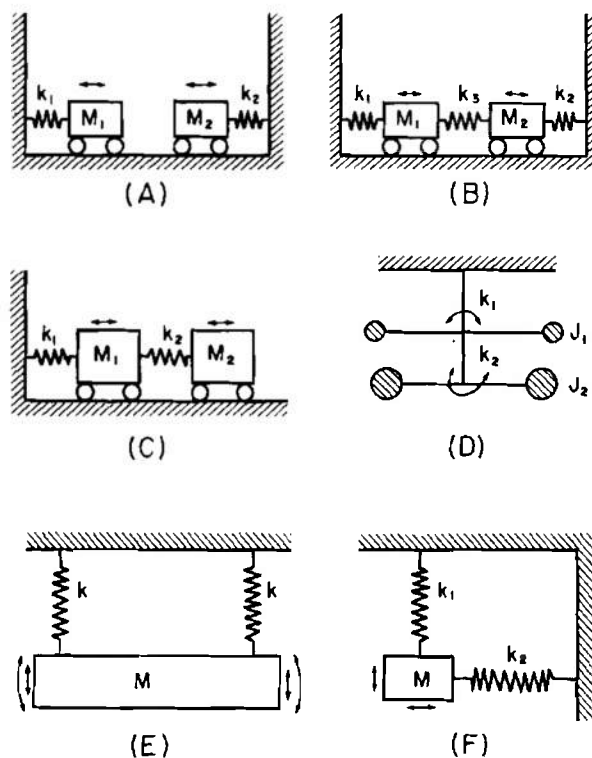 k₁ M₁ M₂ k₂
(A)
k₁ M₁ k₃ M₂ k₂
(B)
k₁ M₁ k₂ M₂
(C)
k₁
J₁
k₂
J₂
(D)
k k
M
(E)
k₁
M k₂
(F)